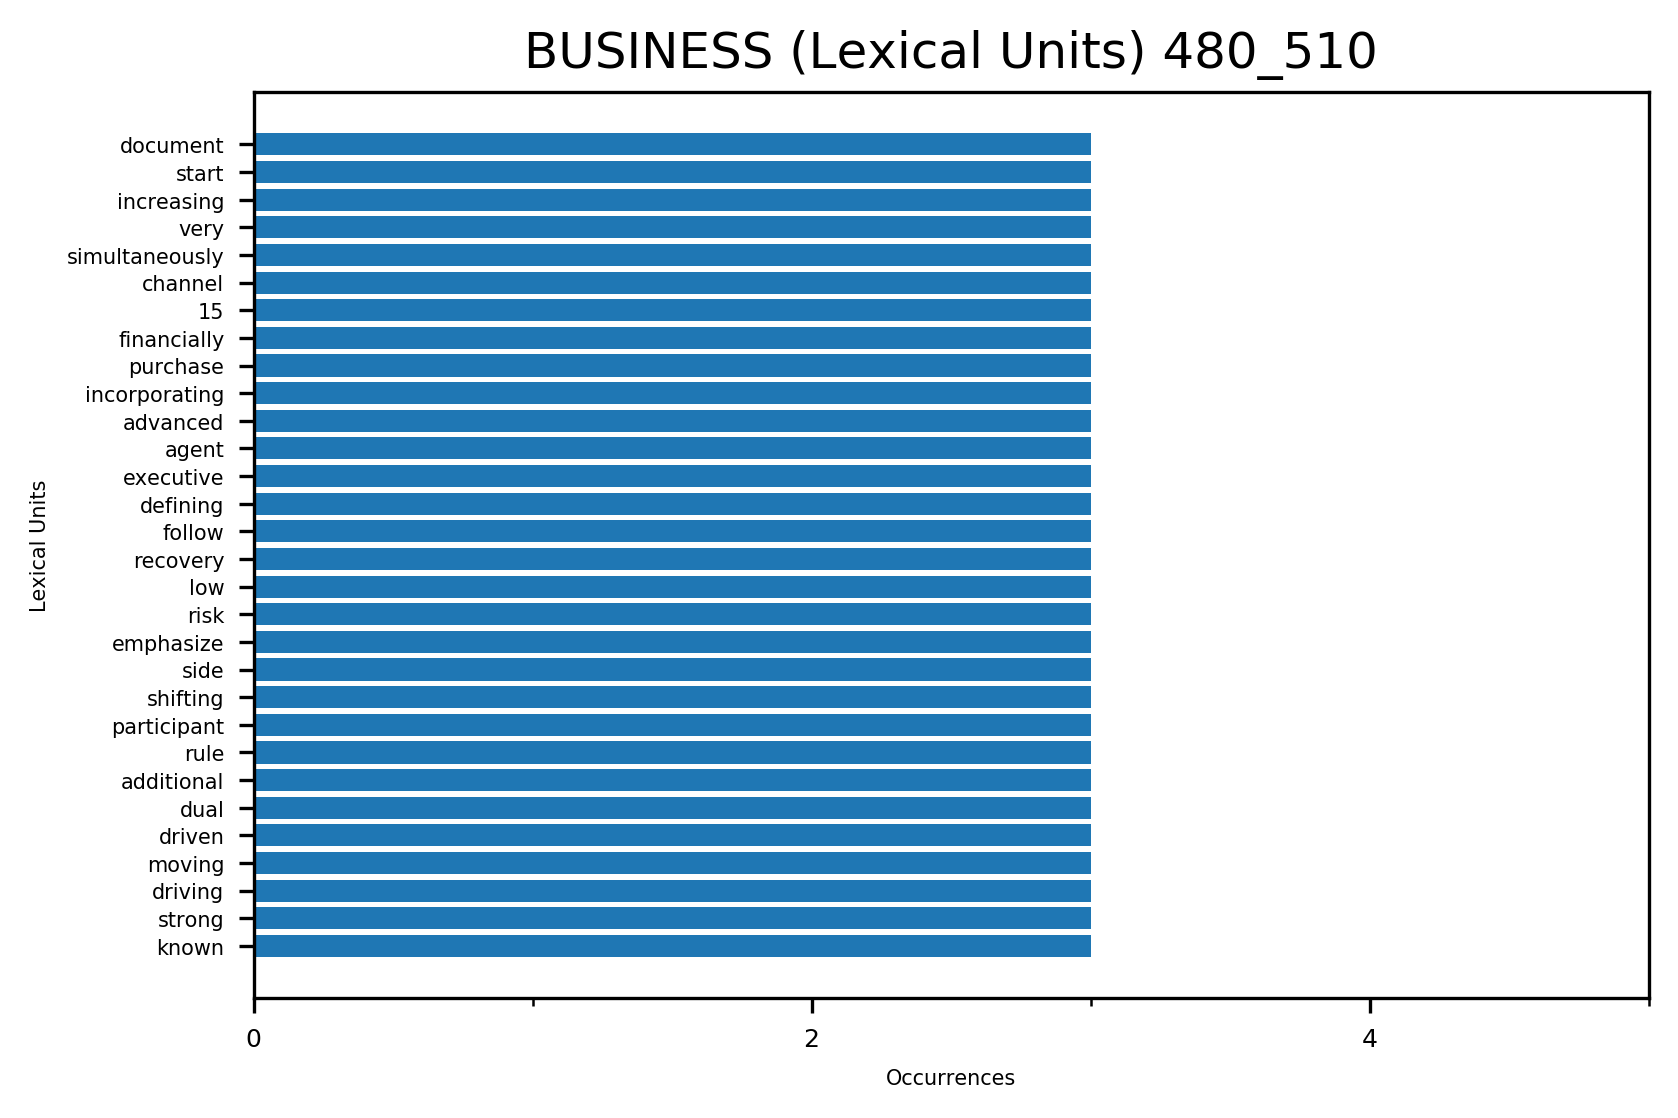 BUSINESS (Lexical Units) 480_510
document
start
increasing
very
simultaneously
channel
15
financially
purchase
incorporating
advanced
agent
executive
defining
follow
recovery
low
risk
emphasize
side
shifting
participant
rule
additional
dual
driven
moving
driving
strong
known
Lexical Units
0 2 4
Occurrences